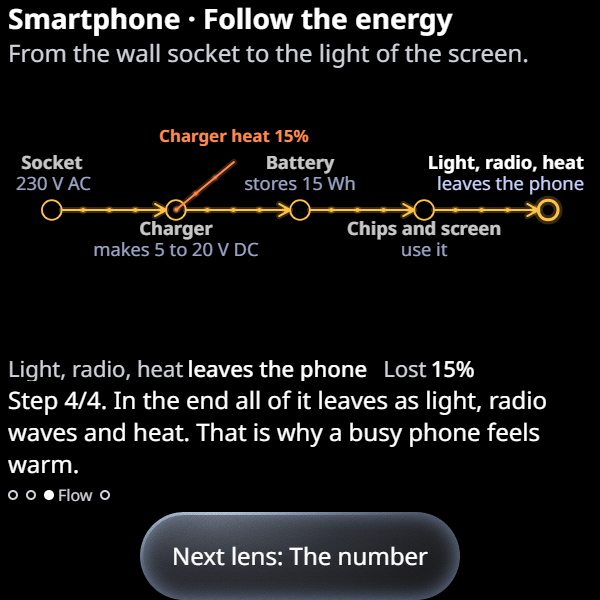 Smartphone · Follow the energy
From the wall socket to the light of the screen.
Charger heat 15%
Socket
230 V AC
Battery
stores 15 Wh
Light, radio, heat
leaves the phone
Charger
makes 5 to 20 V DC
Chips and screen
use it
Light, radio, heat leaves the phone Lost 15%
Step 4/4. In the end all of it leaves as light, radio
waves and heat. That is why a busy phone feels
warm.
Flow
Next lens: The number